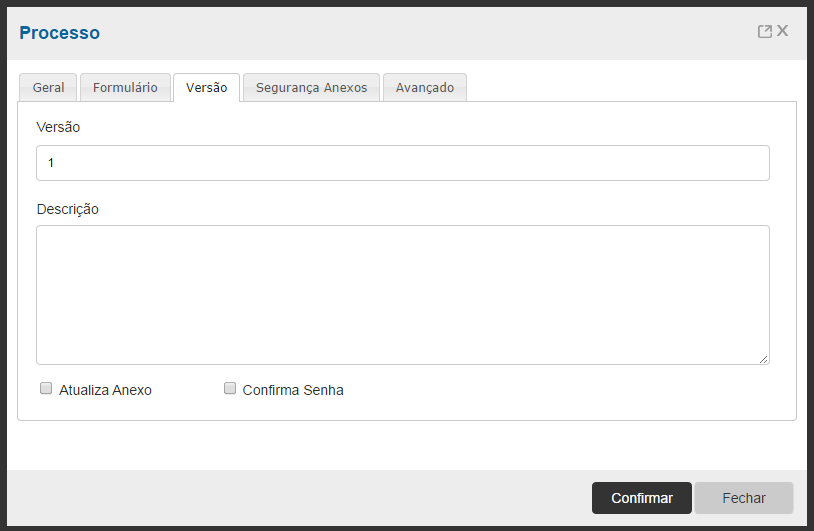 Processo
Geral Formulário Versão Segurança Anexos Avançado
Versão
1
Descrição
Atualiza Anexo Confirma Senha
Confirmar Fechar